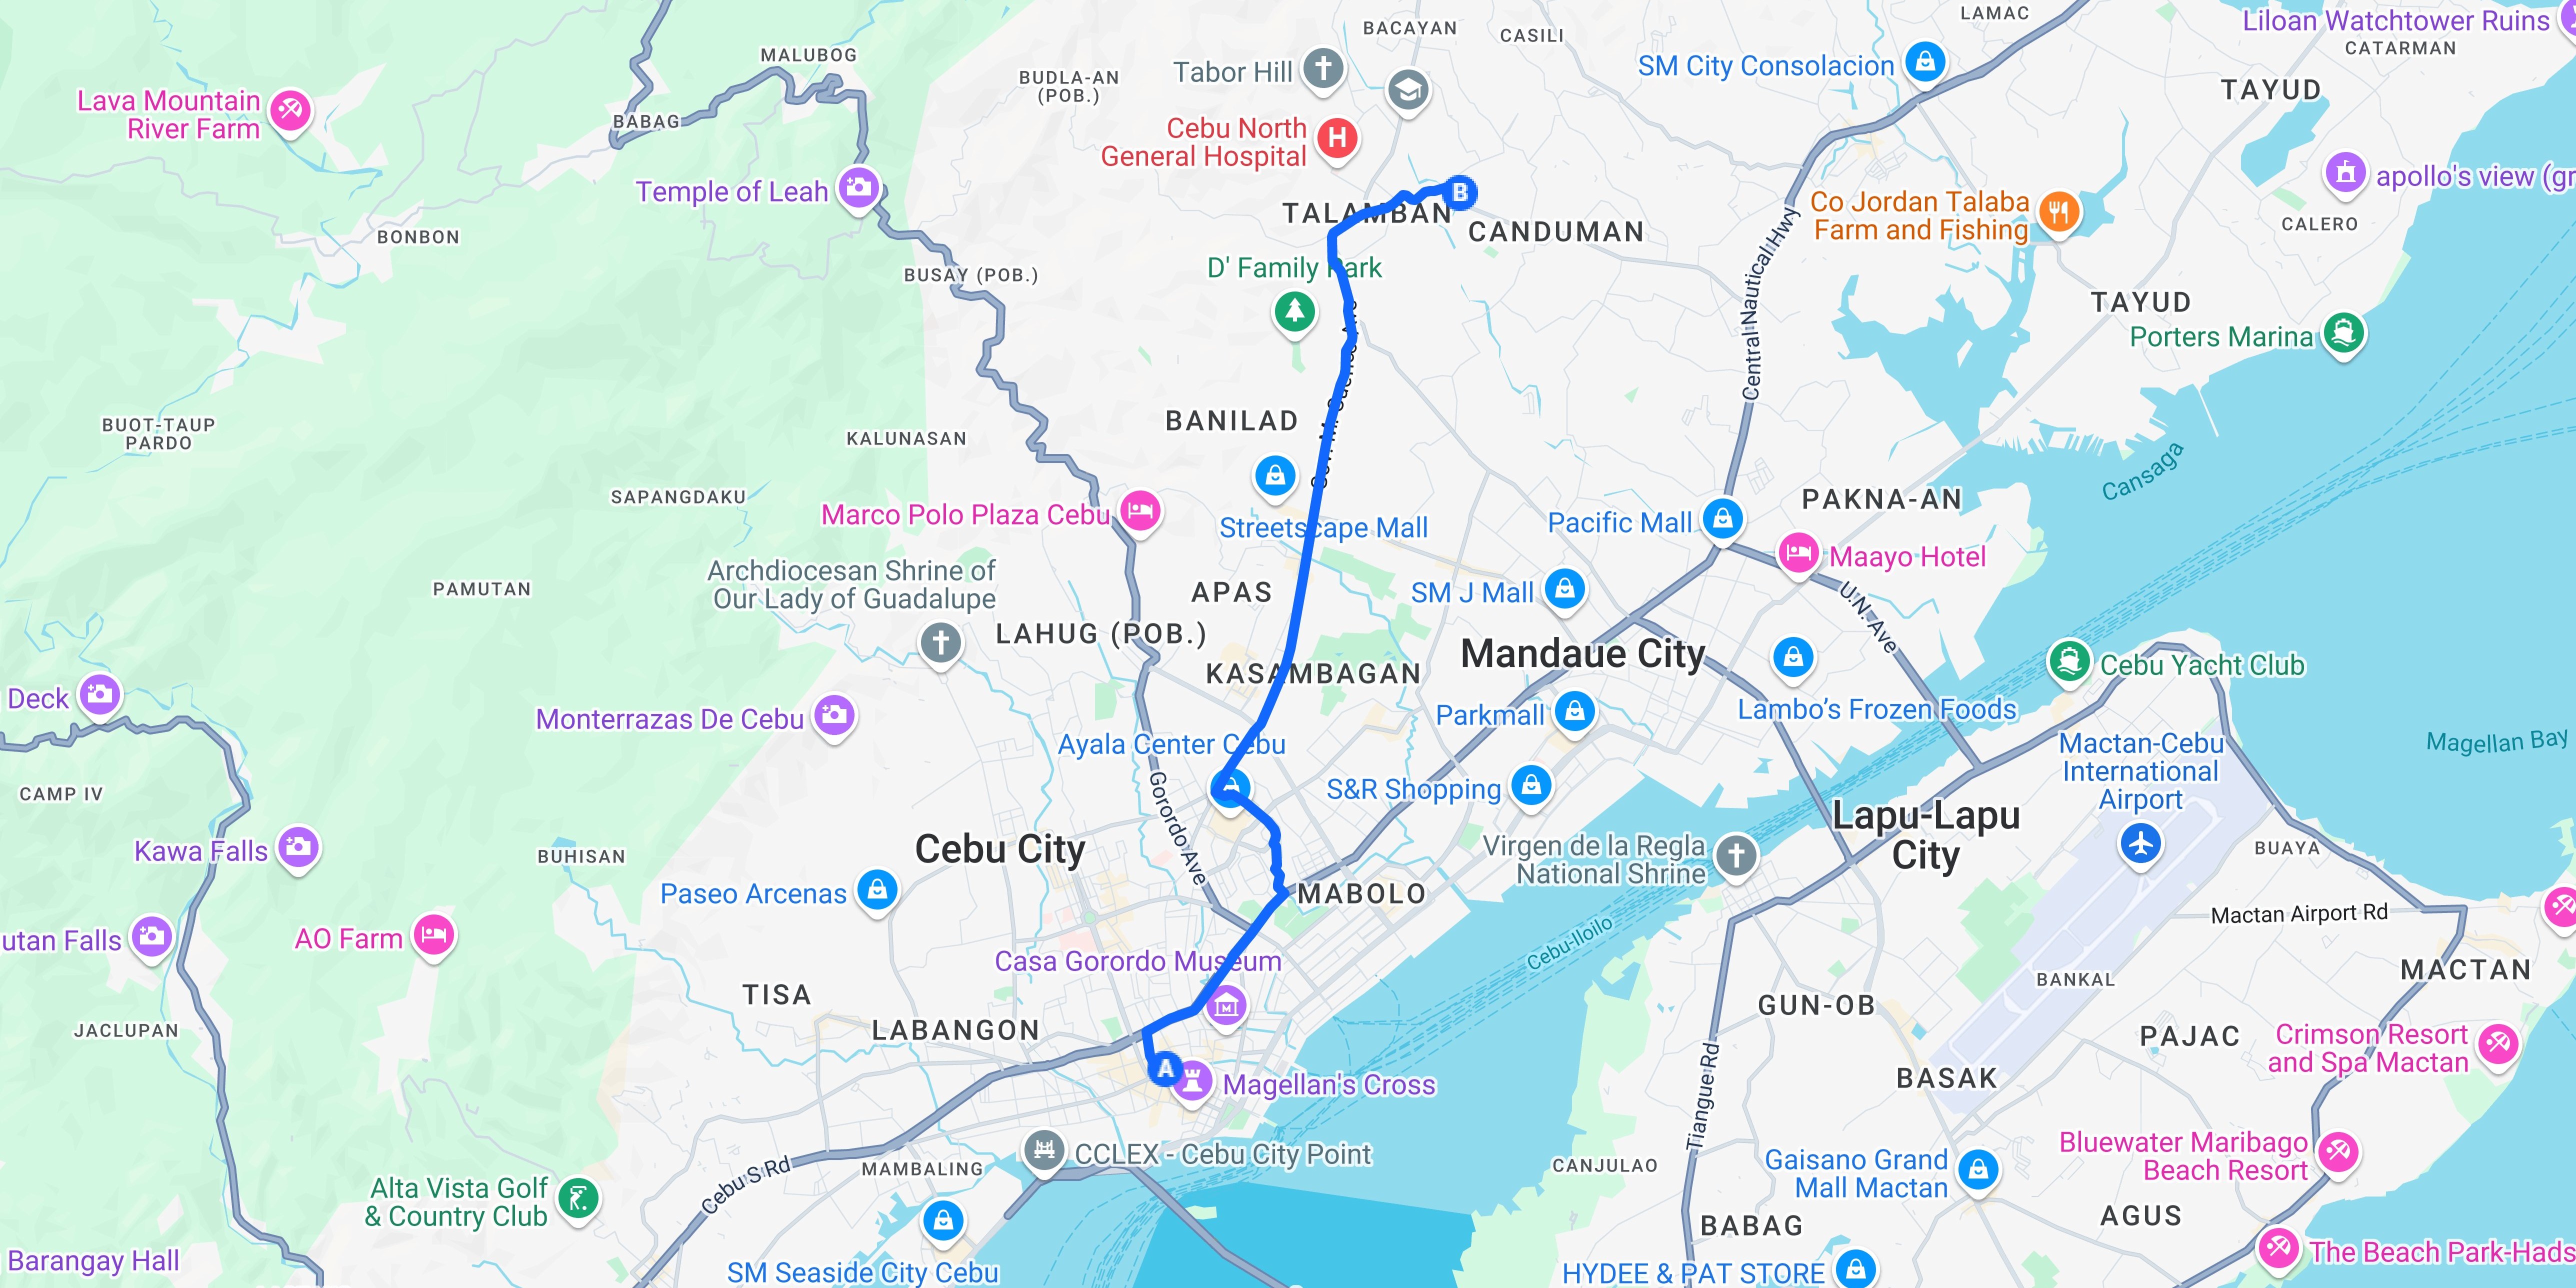 BACAYAN
CASILI
LAMAC
Liloan Watchtower Ruins
CATARMAN
MALUBOG
Tabor Hill
SM City Consolacion
BUDLA-AN
(POB.)
TAYUD
Lava Mountain
River Farm
BABAG
Cebu North
General Hospital
Temple of Leah
B
TALAMBAN
CANDUMAN
Co Jordan Talaba
Farm and Fishing
apollo's view (gr
CALERO
BONBON
BUSAY (POB.)
D' Family Park
Central Nautical Hwy
TAYUD
Porters Marina
BUOT-TAUP
PARDO
KALUNASAN
BANILAD
Cansaga
SAPANGDAKU
Marco Polo Plaza Cebu
Streetscape Mall
Pacific Mall
PAKNA-AN
Maayo Hotel
Archdiocesan Shrine of
Our Lady of Guadalupe
PAMUTAN
APAS
SM J Mall
U.N. Ave
LAHUG (POB.)
Mandaue City
KASAMBAGAN
Cebu Yacht Club
Deck
Monterrazas De Cebu
Parkmall
Lambo's Frozen Foods
Ayala Center Cebu
Mactan-Cebu
International
Airport
Magellan Bay
CAMP IV
Gorordo Ave
S&R Shopping
Lapu-Lapu
City
Kawa Falls
BUHISAN
Cebu City
Virgen de la Regla
National Shrine
BUAYA
Paseo Arcenas
MABOLO
Mactan Airport Rd
utan Falls
AO Farm
Casa Gorordo Museum
Cebu-Iloilo
BANKAL
MACTAN
TISA
GUN-OB
JACLUPAN
LABANGON
PAJAC
Crimson Resort
and Spa Mactan
A
Magellan's Cross
BASAK
Tiangue Rd
CCLEX - Cebu City Point
MAMBALING
CANJULAO
Bluewater Maribago
Beach Resort
Gaisano Grand
Mall Mactan
Cebu S Rd
Alta Vista Golf
& Country Club
BABAG
AGUS
Barangay Hall
SM Seaside City Cebu
HYDEE & PAT STORE
The Beach Park-Hads